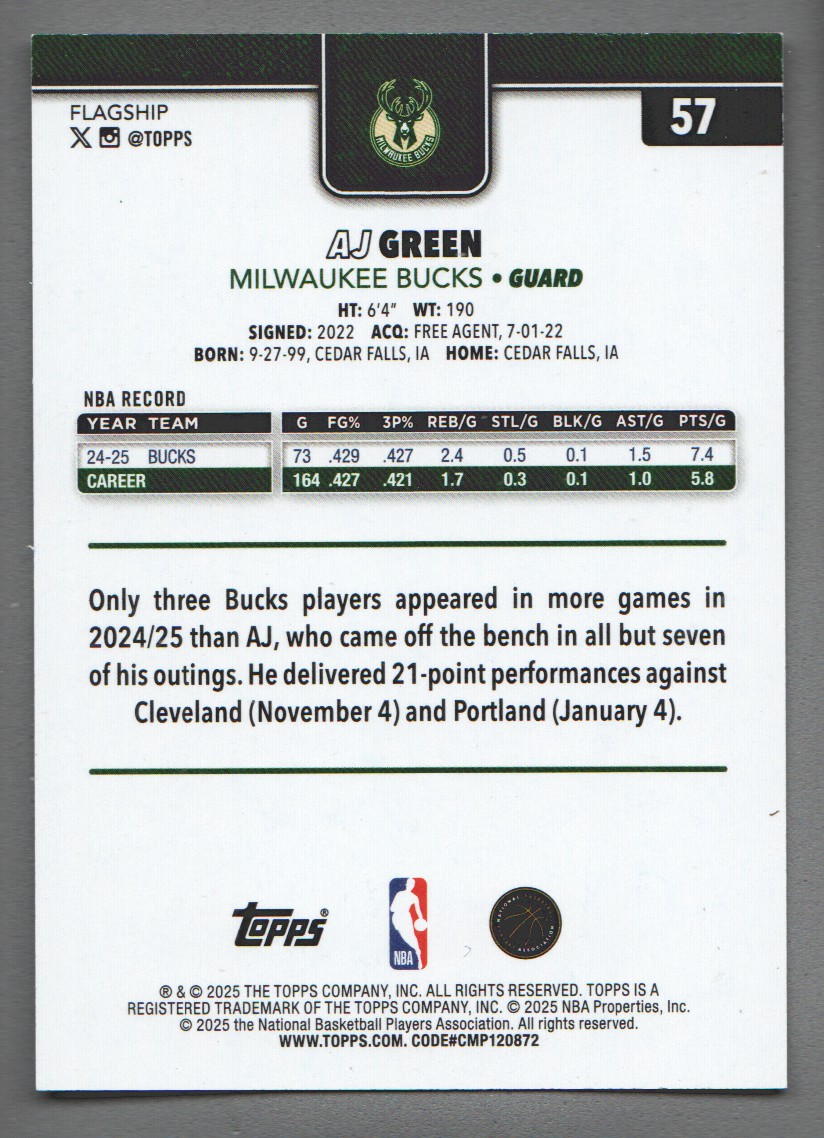 FLAGSHIP
@TOPPS
MILWAUKEE BUCKS
57
AJ GREEN
MILWAUKEE BUCKS • GUARD
HT: 6'4" WT: 190
SIGNED: 2022 ACQ: FREE AGENT, 7-01-22
BORN: 9-27-99, CEDAR FALLS, IA HOME: CEDAR FALLS, IA
NBA RECORD
YEAR TEAM G FG% 3P% REB/G STL/G BLK/G AST/G PTS/G
24-25 BUCKS 73 .429 .427 2.4 0.5 0.1 1.5 7.4
CAREER 164 .427 .421 1.7 0.3 0.1 1.0 5.8
Only three Bucks players appeared in more games in
2024/25 than AJ, who came off the bench in all but seven
of his outings. He delivered 21-point performances against
Cleveland (November 4) and Portland (January 4).
Topps®
NBA
NATIONAL
ASSOCIATION
® & © 2025 THE TOPPS COMPANY, INC. ALL RIGHTS RESERVED. TOPPS IS A
REGISTERED TRADEMARK OF THE TOPPS COMPANY, INC. © 2025 NBA Properties, Inc.
© 2025 the National Basketball Players Association. All rights reserved.
WWW.TOPPS.COM. CODE#CMP120872